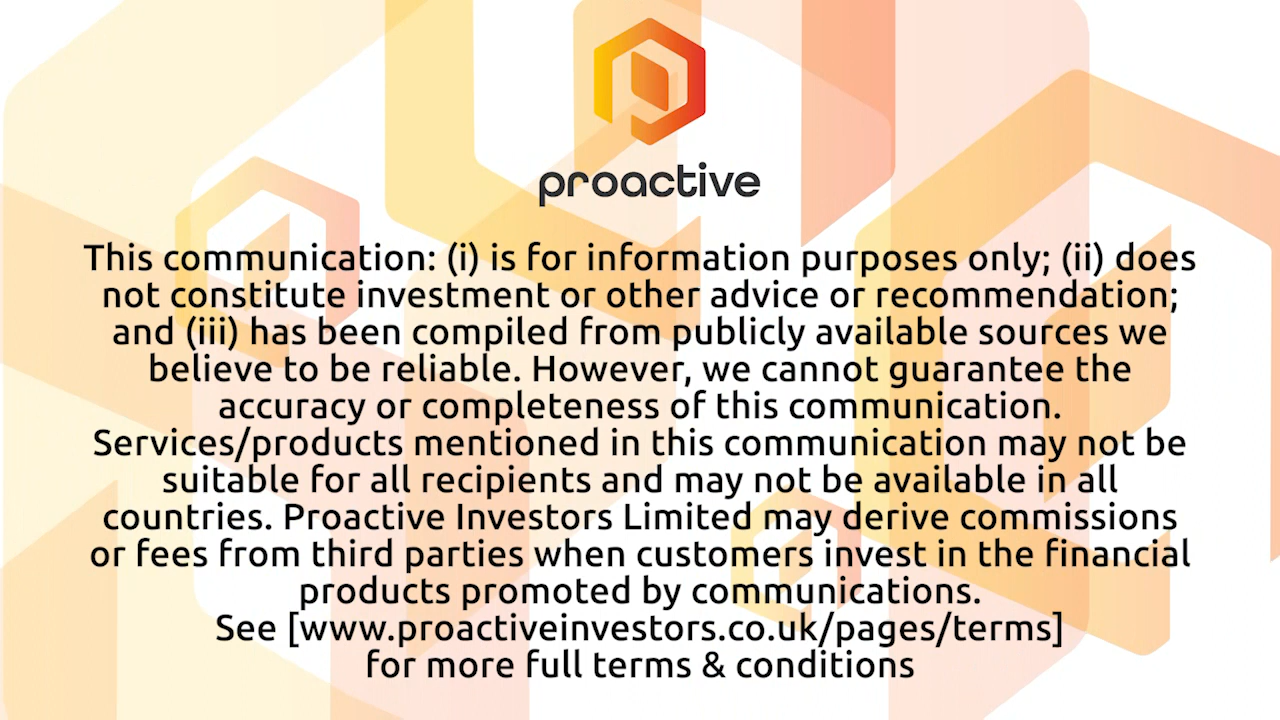 proactive
This communication: (i) is for information purposes only; (ii) does
not constitute investment or other advice or recommendation;
and (iii) has been compiled from publicly available sources we
believe to be reliable. However, we cannot guarantee the
accuracy or completeness of this communication.
Services/products mentioned in this communication may not be
suitable for all recipients and may not be available in all
countries. Proactive Investors Limited may derive commissions
or fees from third parties when customers invest in the financial
products promoted by communications.
See [www.proactiveinvestors.co.uk/pages/terms]
for more full terms & conditions